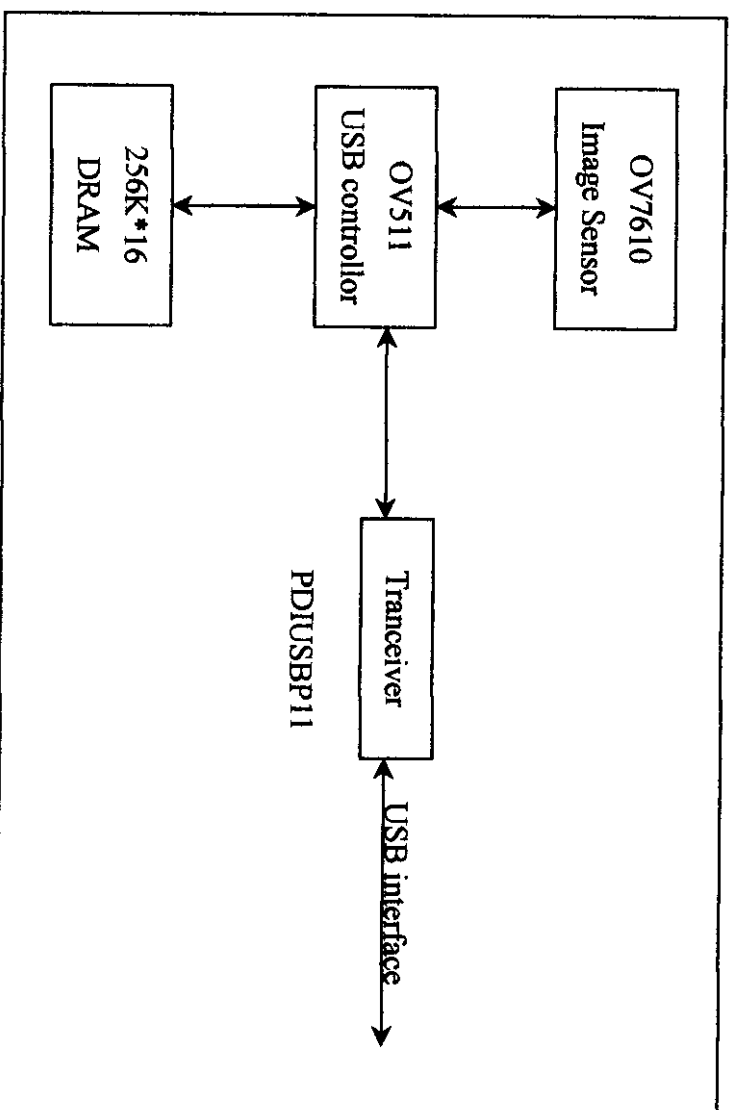 OV7610
Image Sensor
OV511
USB controllor
256K*16
DRAM
Tranceiver
PDIUSBP11
USB interface